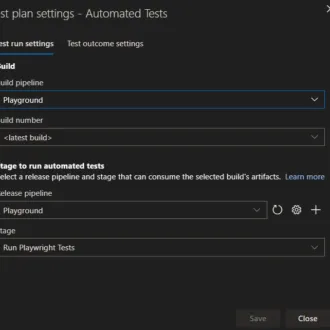 st plan settings - Automated Tests
est run settings Test outcome settings
uild
uild pipeline
Playground
uild number
<latest build>
tage to run automated tests
elect a release pipeline and stage that can consume the selected build's artifacts. Learn more
elease pipeline
Playground
tage
Run Playwright Tests
Save Close